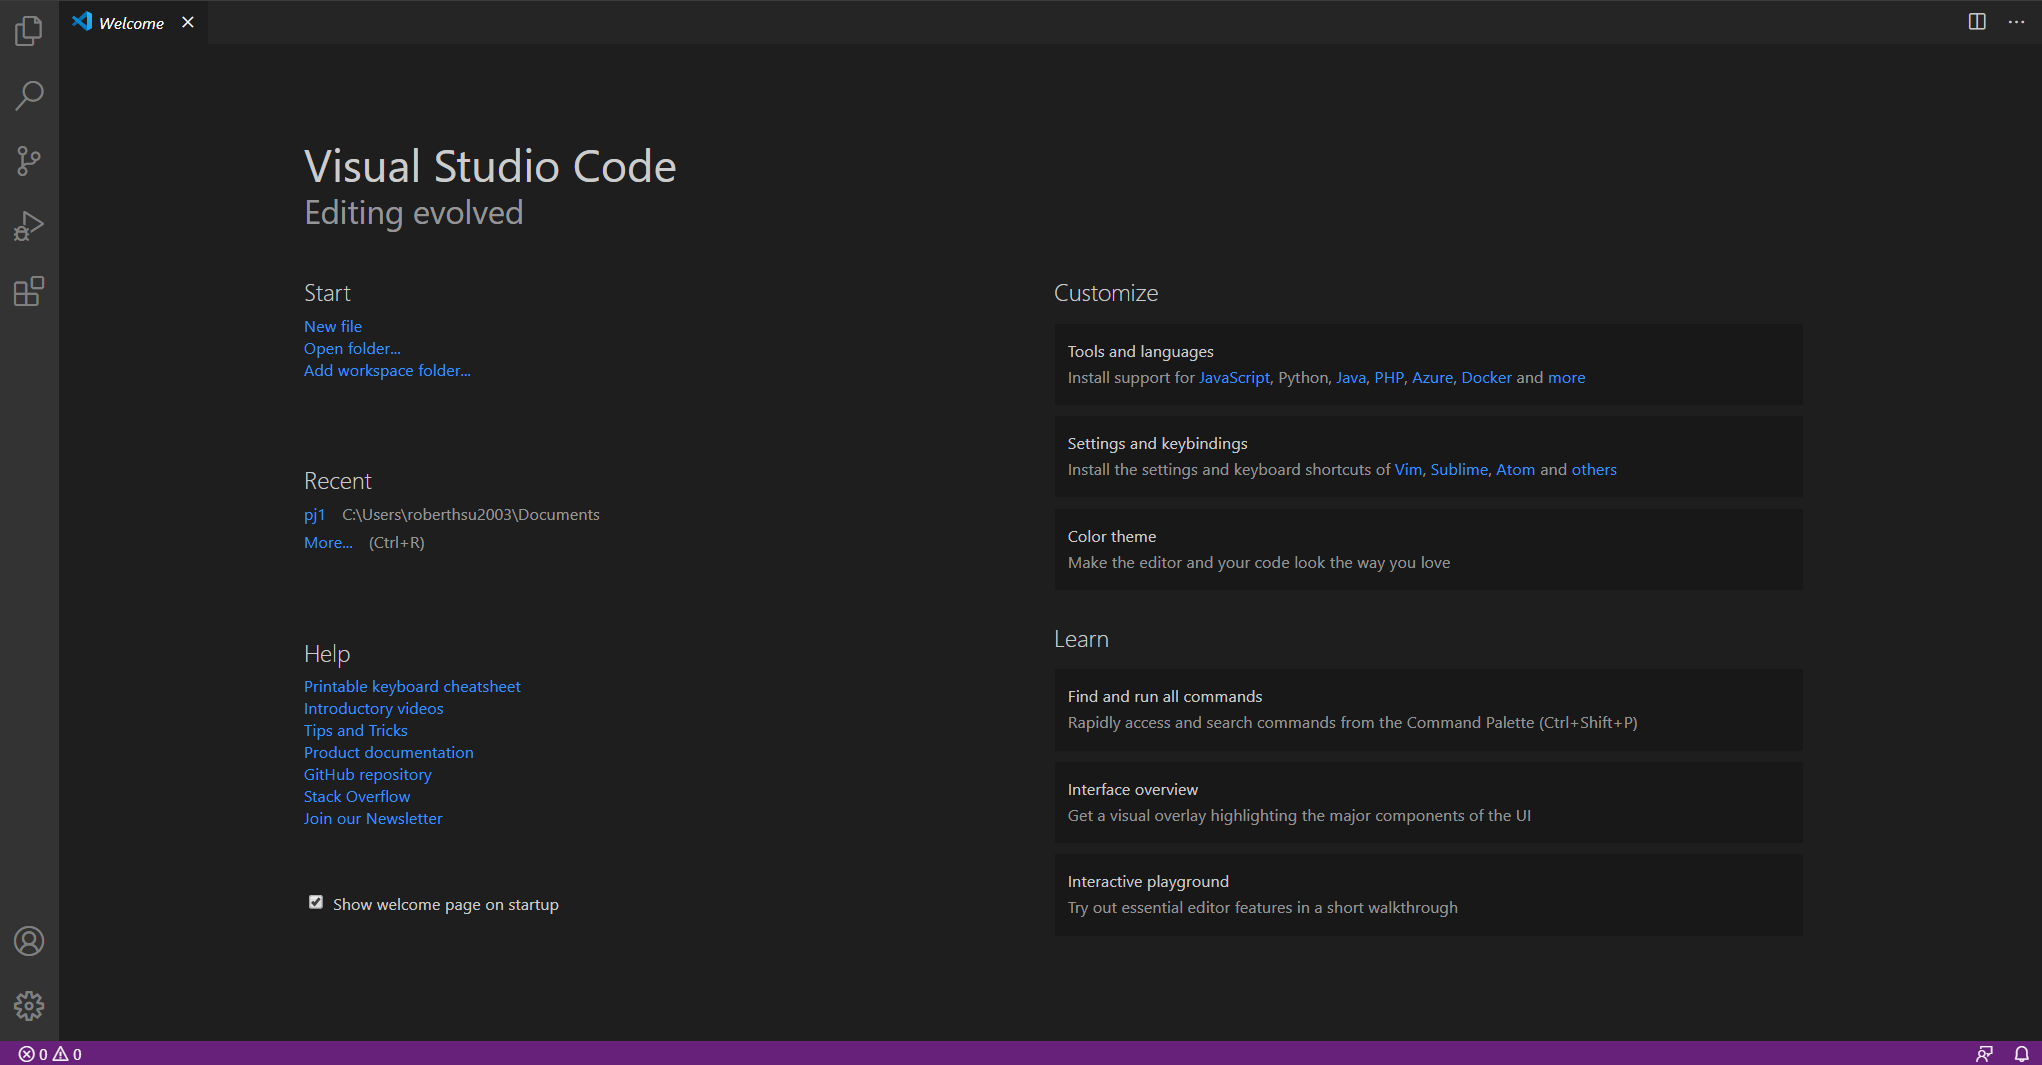 Welcome
Visual Studio Code
Editing evolved
Start
New file
Open folder...
Add workspace folder...
Recent
pj1 C:\Users\roberthsu2003\Documents
More... (Ctrl+R)
Help
Printable keyboard cheatsheet
Introductory videos
Tips and Tricks
Product documentation
GitHub repository
Stack Overflow
Join our Newsletter
Show welcome page on startup
Customize
Tools and languages
Install support for JavaScript, Python, Java, PHP, Azure, Docker and more
Settings and keybindings
Install the settings and keyboard shortcuts of Vim, Sublime, Atom and others
Color theme
Make the editor and your code look the way you love
Learn
Find and run all commands
Rapidly access and search commands from the Command Palette (Ctrl+Shift+P)
Interface overview
Get a visual overlay highlighting the major components of the UI
Interactive playground
Try out essential editor features in a short walkthrough
0 0